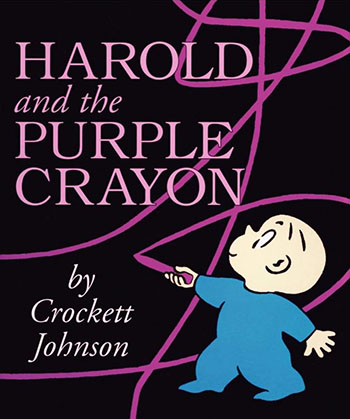 HAROLD
and the
PURPLE
CRAYON
by
Crockett
Johnson